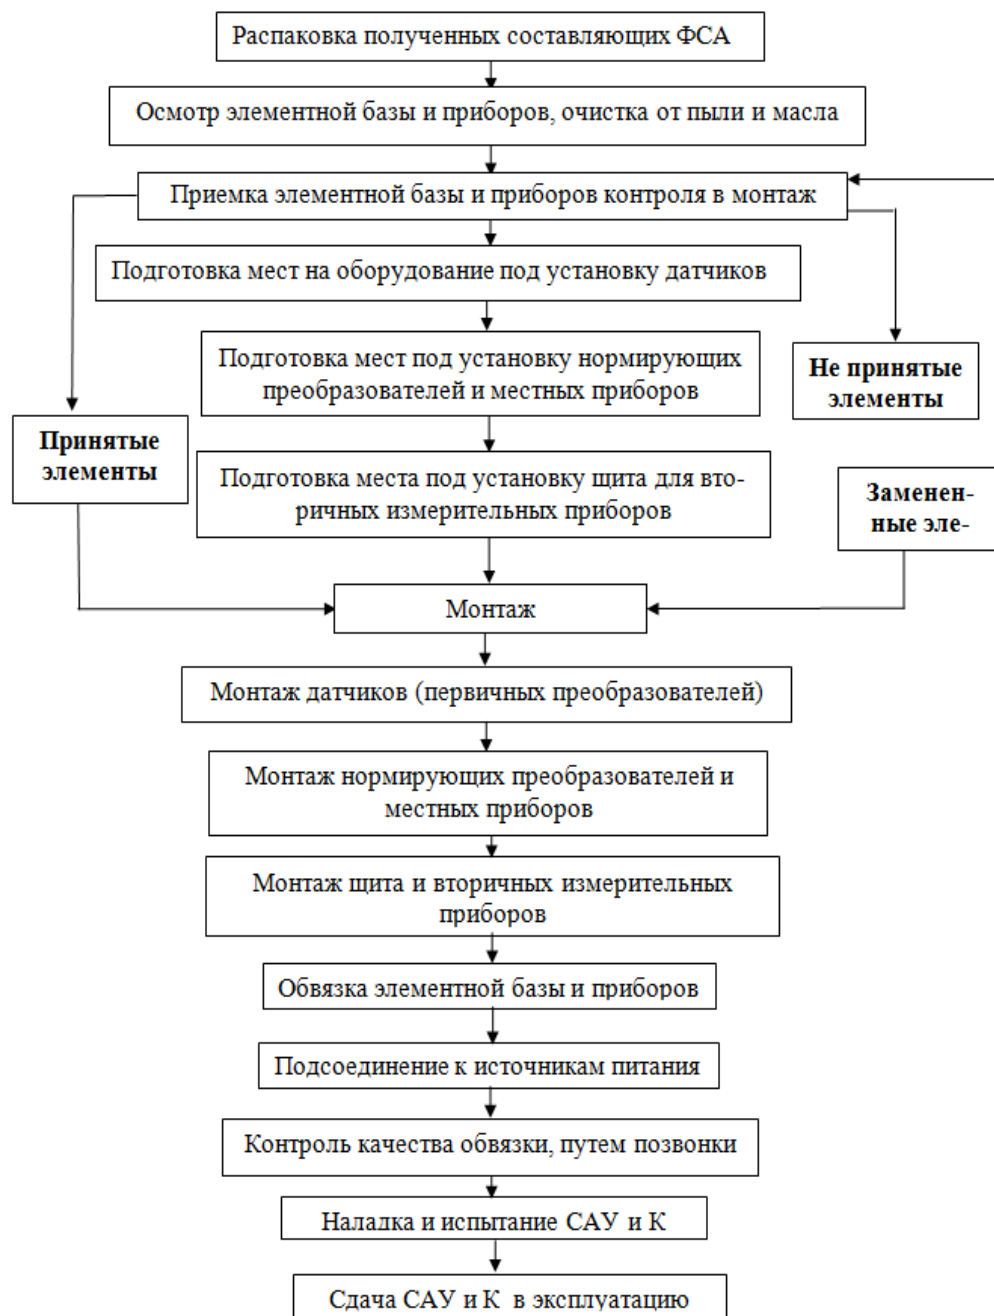 Распаковка полученных составляющих ФСА
Осмотр элементной базы и приборов, очистка от пыли и масла
Приемка элементной базы и приборов контроля в монтаж
Подготовка мест на оборудование под установку датчиков
Подготовка мест под установку нормирующих
преобразователей и местных приборов
Не принятые
элементы
Принятые
элементы
Подготовка места под установку щита для вто-
ричных измерительных приборов
Заменен-
ные эле-
Монтаж
Монтаж датчиков (первичных преобразователей)
Монтаж нормирующих преобразователей и
местных приборов
Монтаж щита и вторичных измерительных
приборов
Обвязка элементной базы и приборов
Подсоединение к источникам питания
Контроль качества обвязки, путем позвонки
Наладка и испытание САУ и К
Сдача САУ и К в эксплуатацию